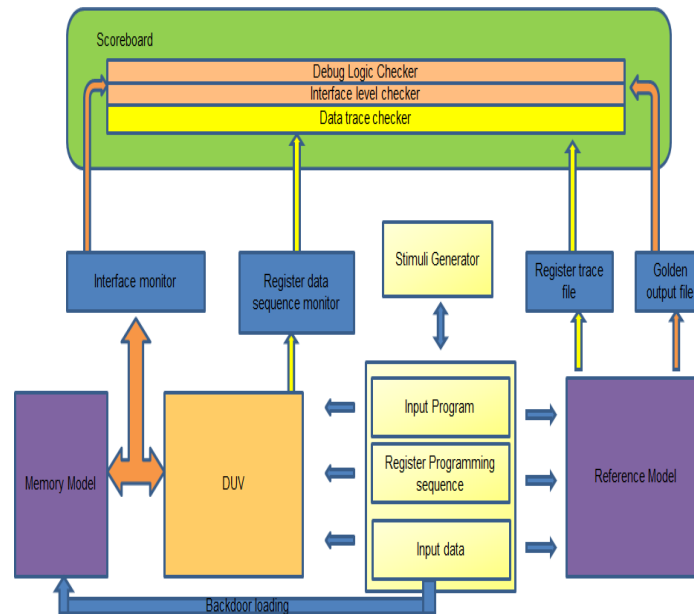 Scoreboard
Debug Logic Checker
Interface level checker
Data trace checker
Interface monitor
Register data
sequence monitor
Stimuli Generator
Register trace
file
Golden
output file
Memory Model
DUV
Input Program
Register Programming
sequence
Input data
Reference Model
Backdoor loading